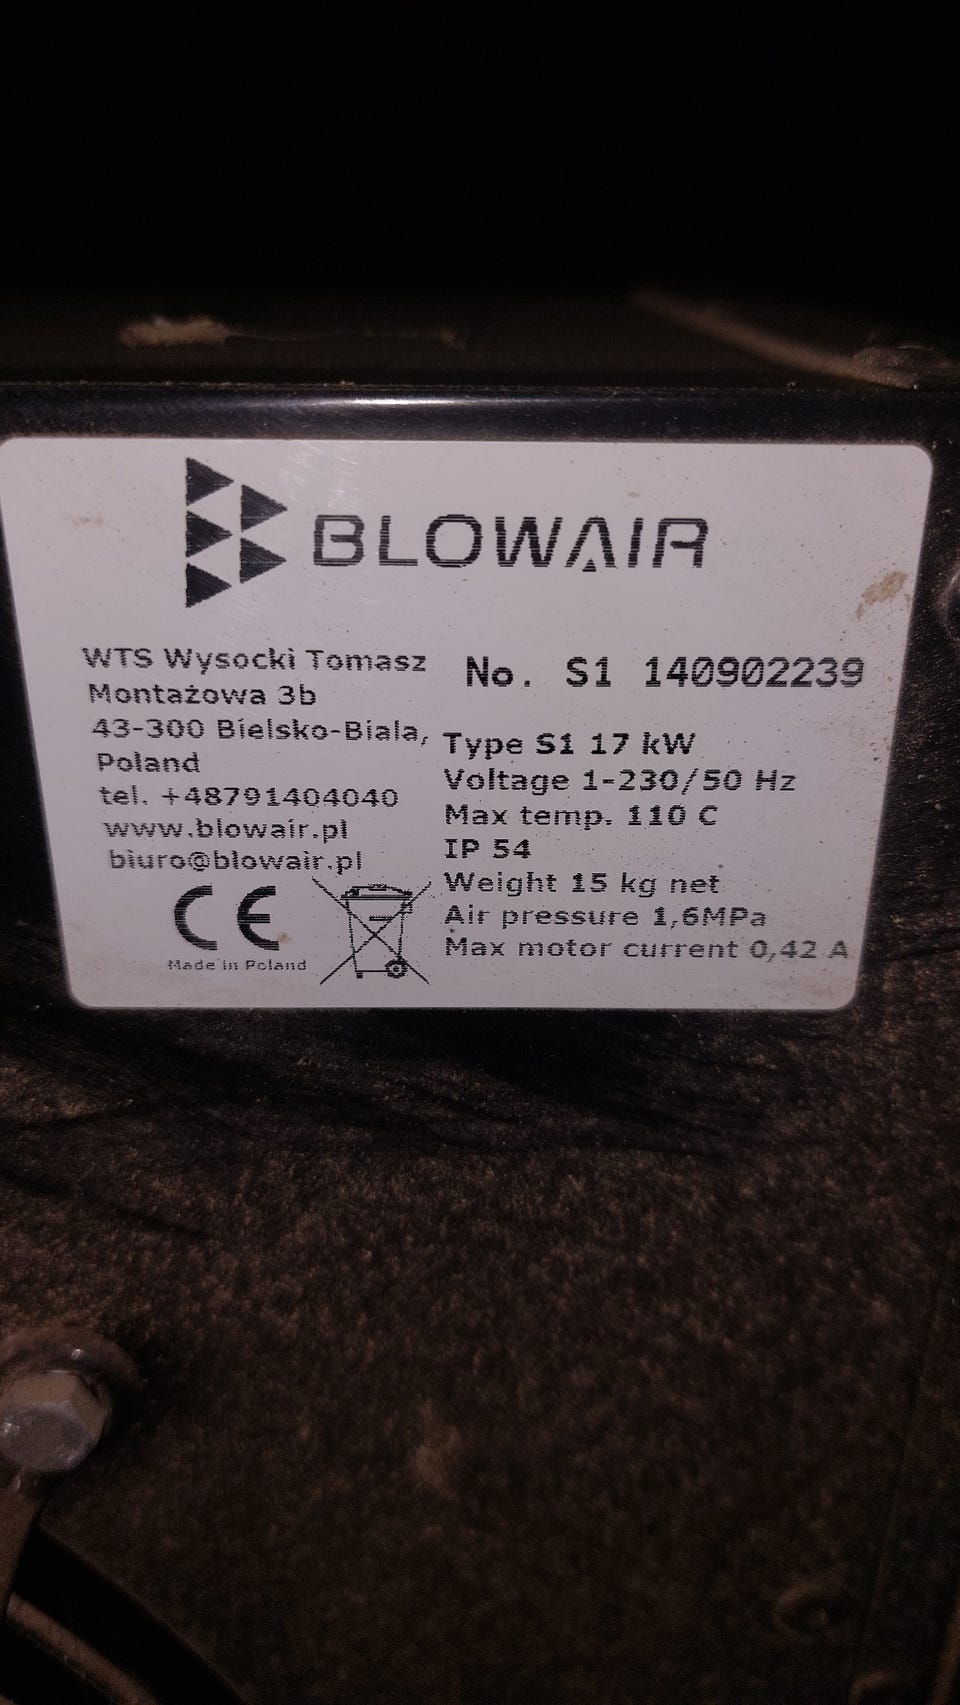 BLOWAIR
WTS Wysocki Tomasz
Montażowa 3b
43-300 Bielsko-Biala,
Poland
tel. +48791404040
www.blowair.pl
biuro@blowair.pl
CE
Made in Poland
No. S1 140902239
Type S1 17 kW
Voltage 1-230/50 Hz
Max temp. 110 C
IP 54
Weight 15 kg net
Air pressure 1,6MPa
Max motor current 0,42 A